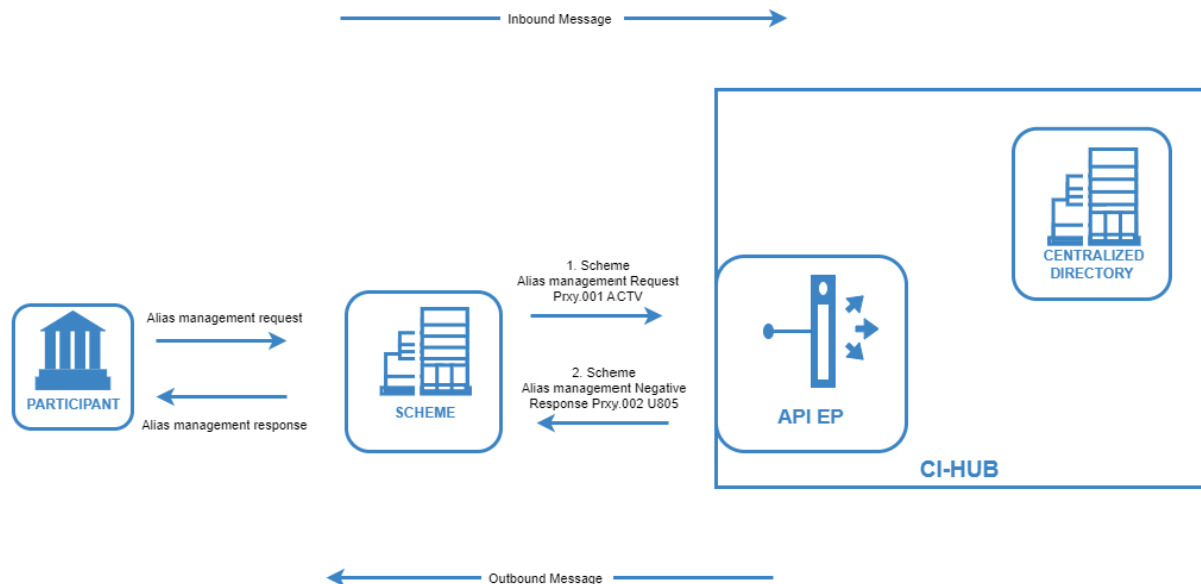 Inbound Message
CENTRALIZED
DIRECTORY
1. Scheme
Alias management Request
Prxy.001 ACTV
Alias management request
2. Scheme
Alias management Negative
Response Prxy.002 U805
PARTICIPANT
Alias management response
SCHEME
API EP
CI-HUB
Outbound Message